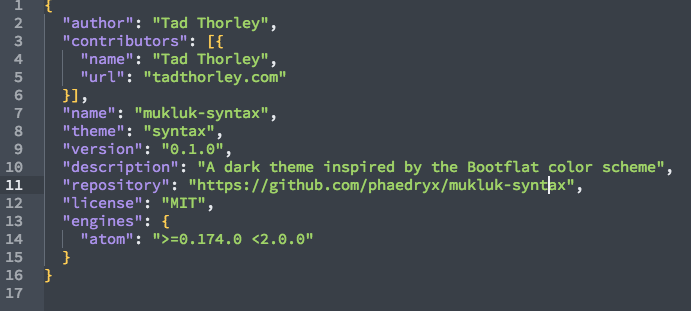 1 {
2   "author": "Tad Thorley",
3   "contributors": [{
4     "name": "Tad Thorley",
5     "url": "tadthorley.com"
6   }],
7   "name": "mukluk-syntax",
8   "theme": "syntax",
9   "version": "0.1.0",
10   "description": "A dark theme inspired by the Bootflat color scheme",
11   "repository": "https://github.com/phaedryx/mukluk-syntax",
12   "license": "MIT",
13   "engines": {
14     "atom": ">=0.174.0 <2.0.0"
15   }
16 }
17